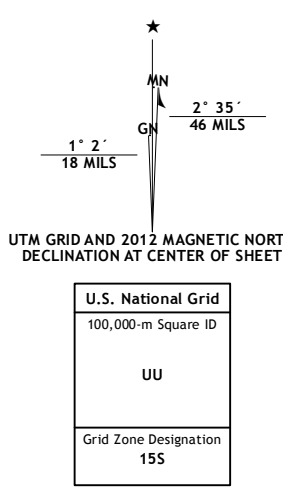 ★
MN
2° 35´
46 MILS
GN
1° 2´
18 MILS
UTM GRID AND 2012 MAGNETIC NORT
DECLINATION AT CENTER OF SHEET
U.S. National Grid
100,000-m Square ID
UU
Grid Zone Designation
15S